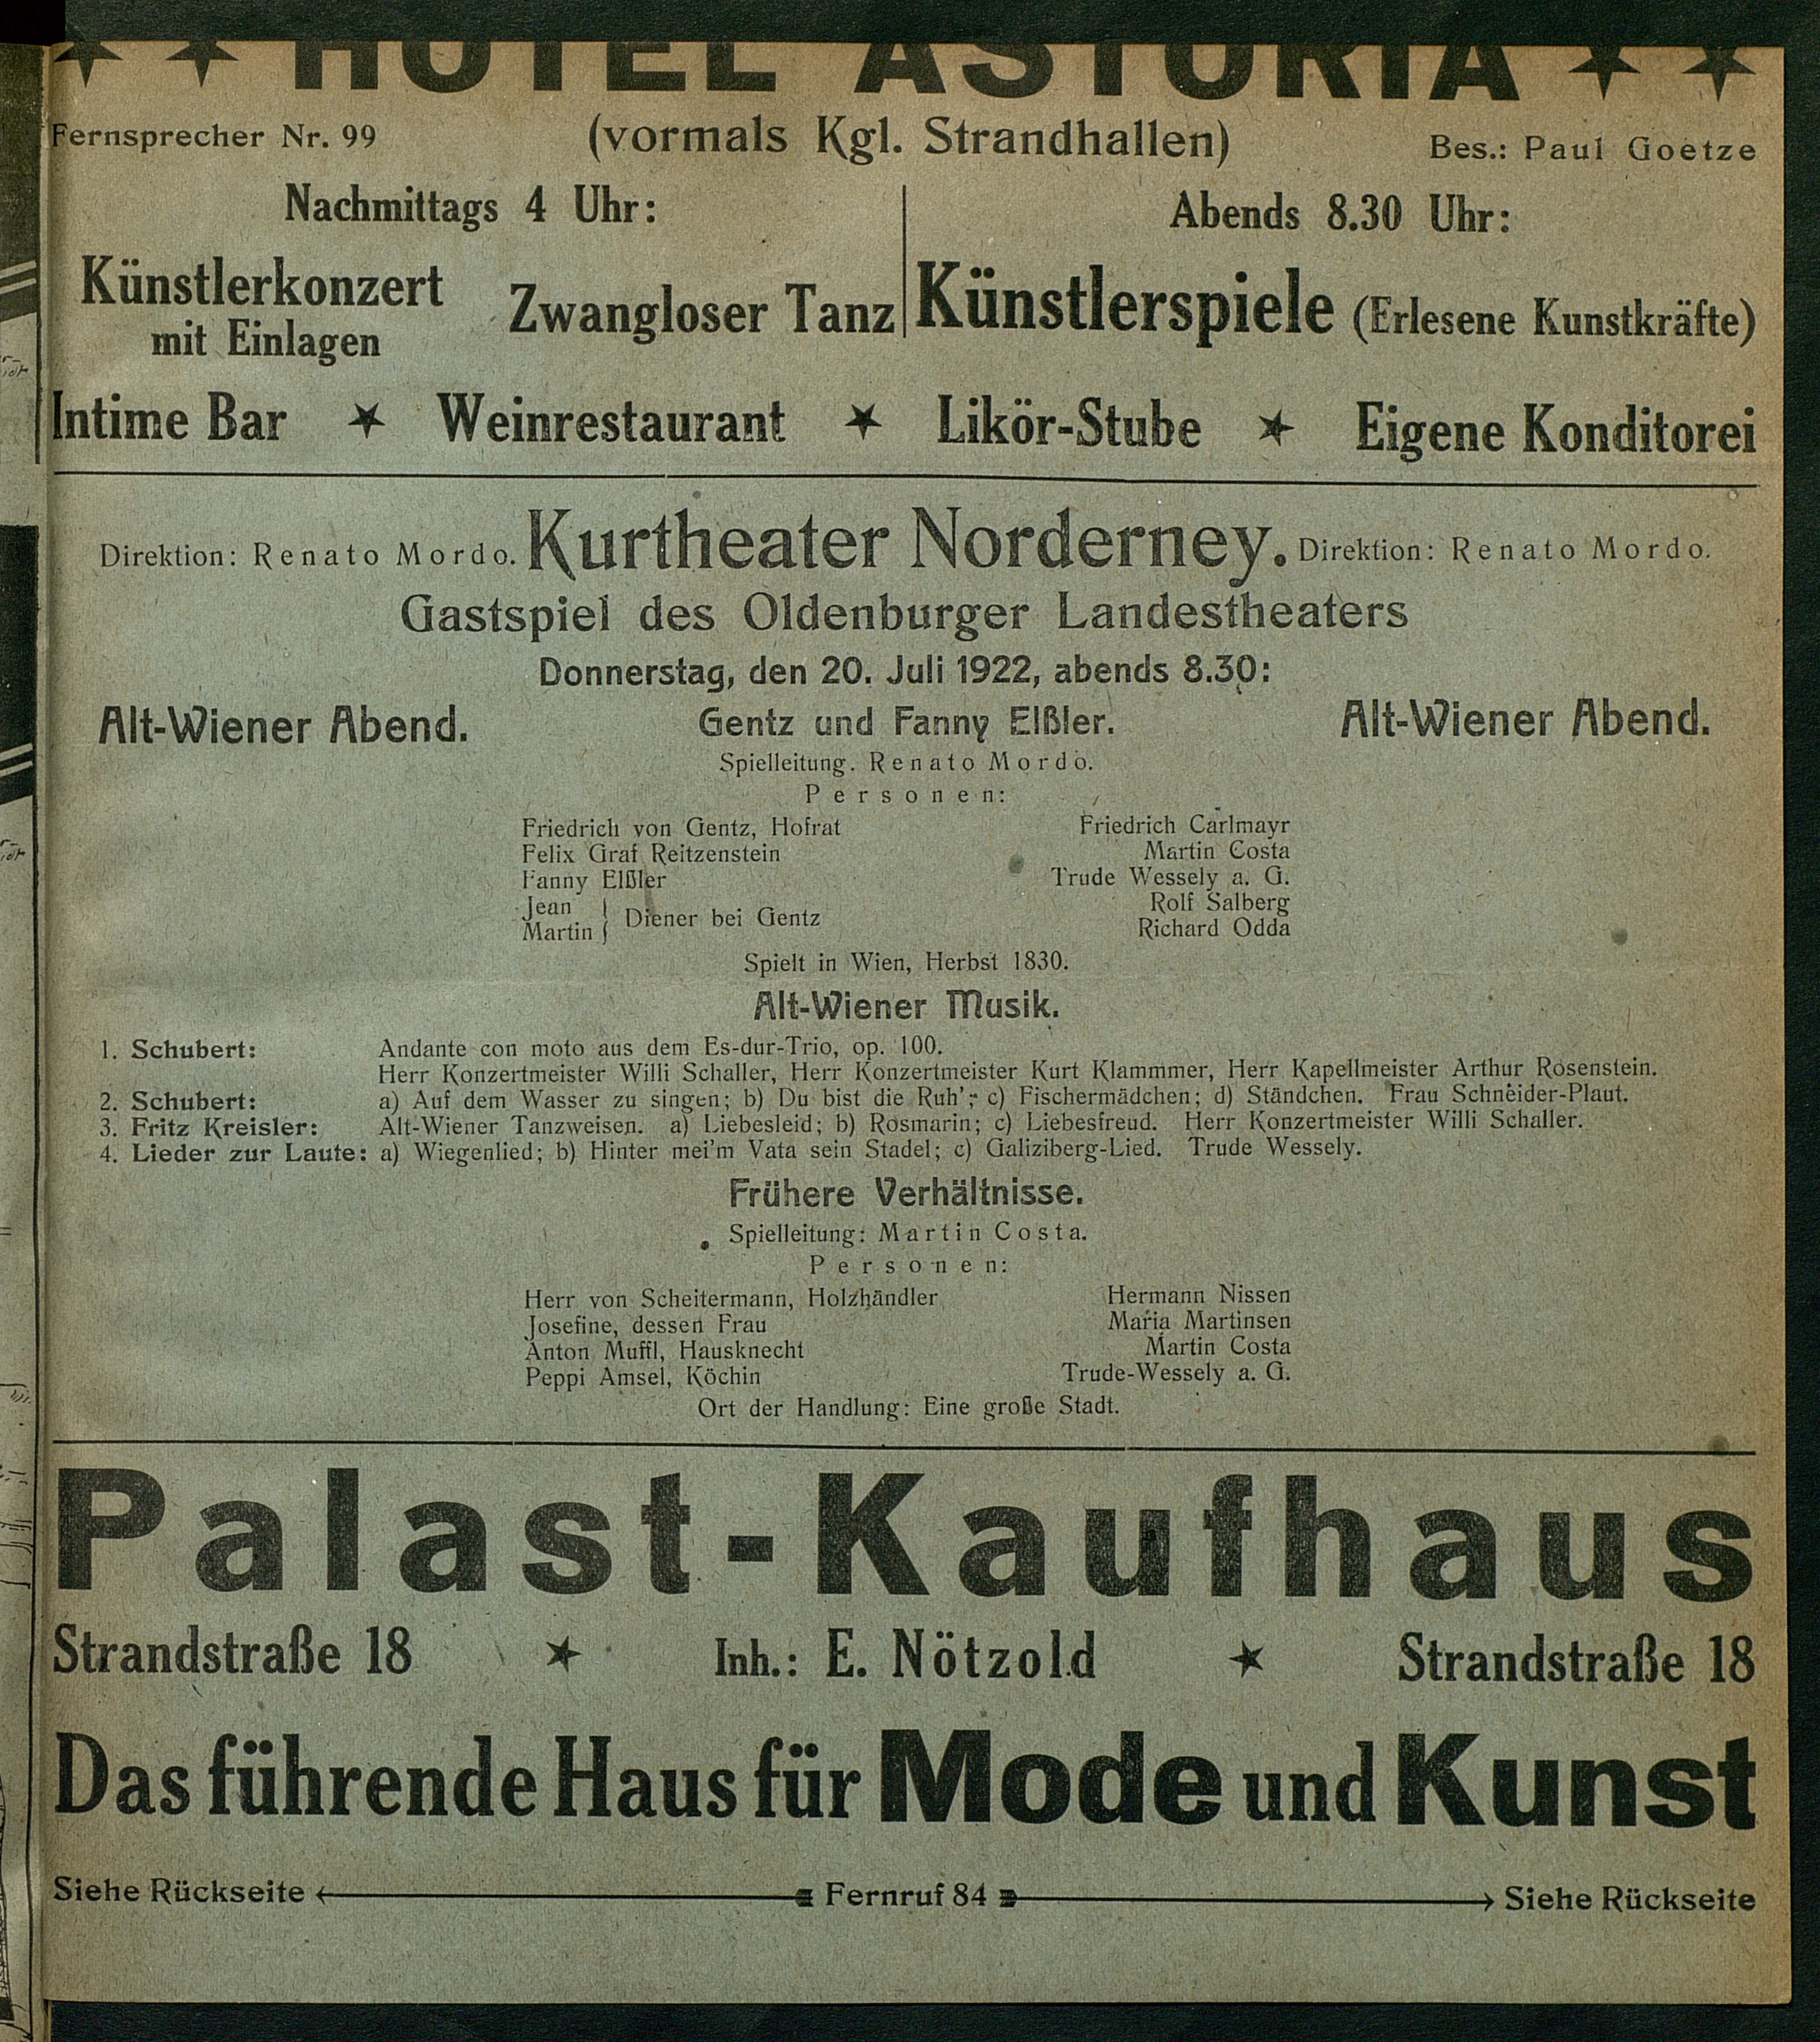 ★ ★ HOTEL ASTORIA ★ ★
Fernsprecher Nr. 99 (vormals Kgl. Strandhallen) Bes.: Paul Goetze
Nachmittags 4 Uhr:
Künstlerkonzert
mit Einlagen
Zwangloser Tanz
Abends 8.30 Uhr:
Künstlerspiele (Erlesene Kunstkräfte)
Intime Bar ★ Weinrestaurant ★ Likör-Stube ★ Eigene Konditorei
Direktion: Renato Mordo. Kurtheater Norderney. Direktion: Renato Mordo.
Gastspiel des Oldenburger Landestheaters
Donnerstag, den 20. Juli 1922, abends 8.30:
Alt-Wiener Abend. Gentz und Fanny Elßler. Alt-Wiener Abend.
Spielleitung. Renato Mordo.
Personen:
Friedrich von Gentz, Hofrat Friedrich Carlmayr
Felix Graf Reitzenstein Martin Costa
Fanny Elßler Trude Wessely a. G.
Jean } Diener bei Gentz Rolf Salberg
Martin } Richard Odda
Spielt in Wien, Herbst 1830.
Alt-Wiener Musik.
1. Schubert: Andante con moto aus dem Es-dur-Trio, op. 100.
Herr Konzertmeister Willi Schaller, Herr Konzertmeister Kurt Klammmer, Herr Kapellmeister Arthur Rosenstein.
2. Schubert: a) Auf dem Wasser zu singen; b) Du bist die Ruh'; c) Fischermädchen; d) Ständchen. Frau Schneider-Plaut.
3. Fritz Kreisler: Alt-Wiener Tanzweisen. a) Liebesleid; b) Rosmarin; c) Liebesfreud. Herr Konzertmeister Willi Schaller.
4. Lieder zur Laute: a) Wiegenlied; b) Hinter mei'm Vata sein Stadel; c) Galiziberg-Lied. Trude Wessely.
Frühere Verhältnisse.
Spielleitung: Martin Costa.
Personen:
Herr von Scheitermann, Holzhändler Hermann Nissen
Josefine, dessen Frau Maria Martinsen
Anton Muffl, Hausknecht Martin Costa
Peppi Amsel, Köchin Trude-Wessely a. G.
Ort der Handlung: Eine große Stadt.
Palast-Kaufhaus
Strandstraße 18 ★ Inh.: E. Nötzold ★ Strandstraße 18
Das führende Haus für Mode und Kunst
Siehe Rückseite ← Fernruf 84 → Siehe Rückseite